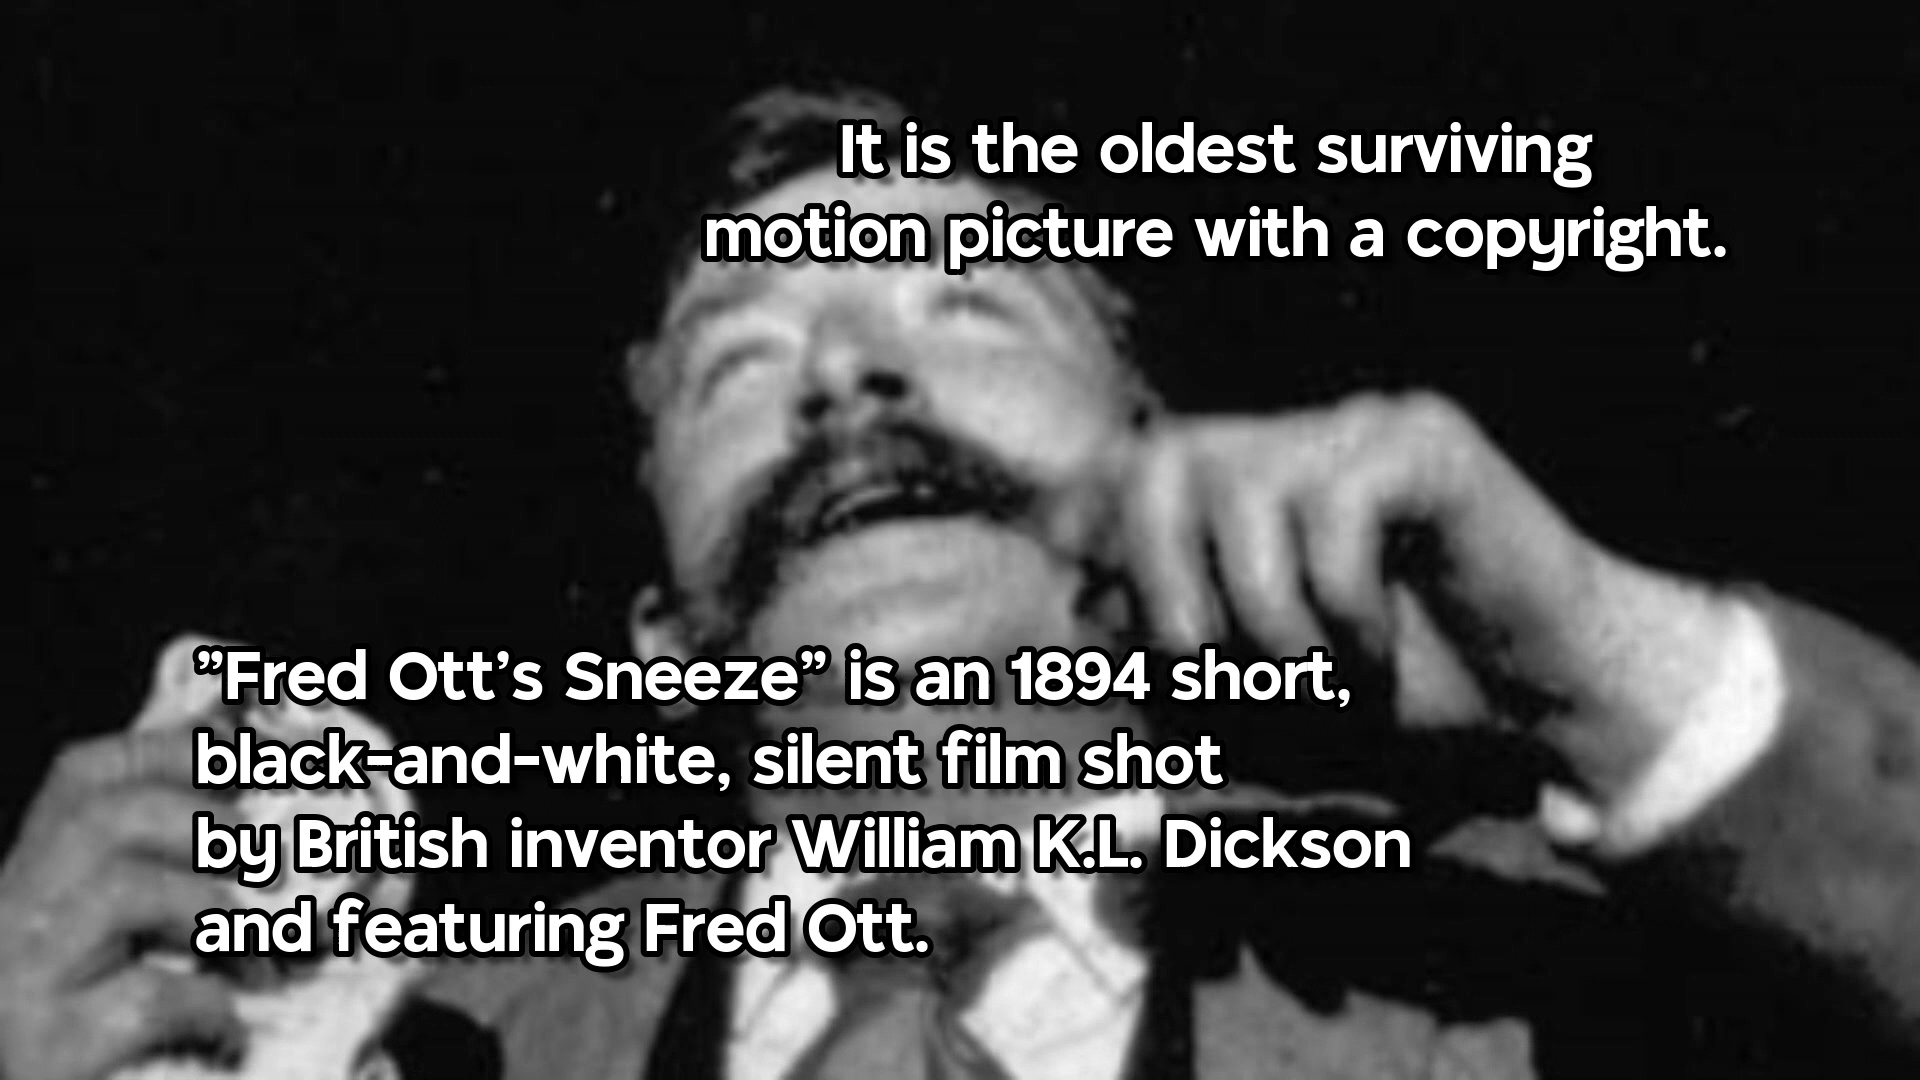 It is the oldest surviving
motion picture with a copyright.
”Fred Ott’s Sneeze” is an 1894 short,
black-and-white, silent film shot
by British inventor William K.L. Dickson
and featuring Fred Ott.